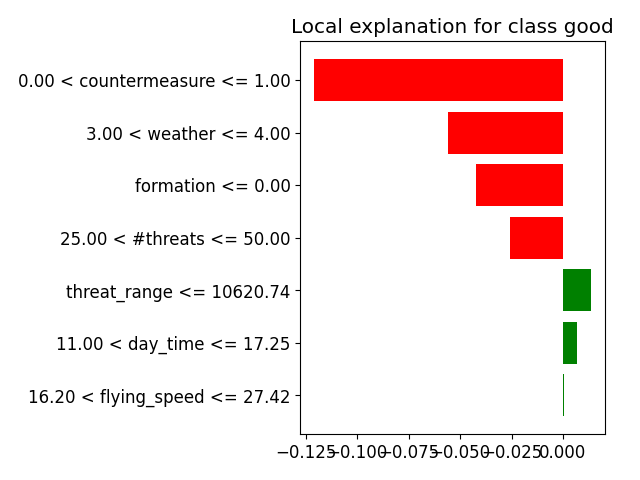 Local explanation for class good
0.00 < countermeasure <= 1.00
3.00 < weather <= 4.00
formation <= 0.00
25.00 < #threats <= 50.00
threat_range <= 10620.74
11.00 < day_time <= 17.25
16.20 < flying_speed <= 27.42
−0.125 −0.100 −0.075 −0.050 −0.025 0.000